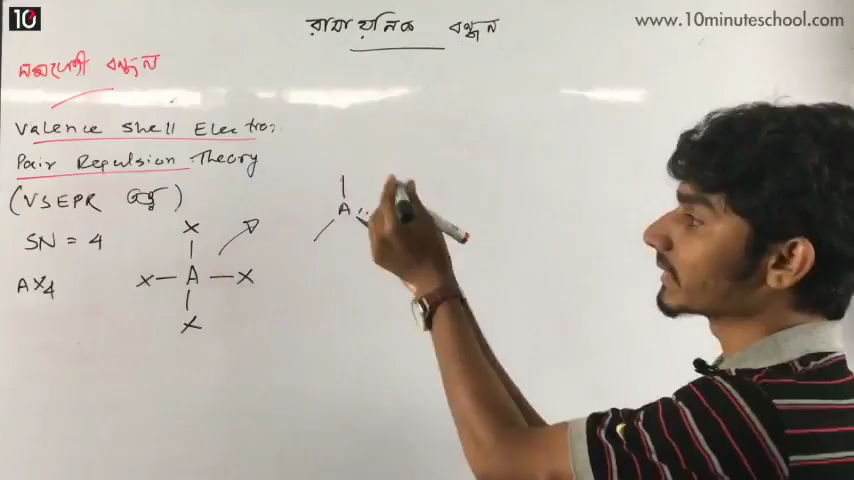 10
রাসায়নিক বন্ধন
www.10minuteschool.com
সমযোজী বন্ধন
Valence Shell Electron
Pair Repulsion Theory
(VSEPR তত্ত্ব)
SN = 4
AX4
X
X — A — X
X
A